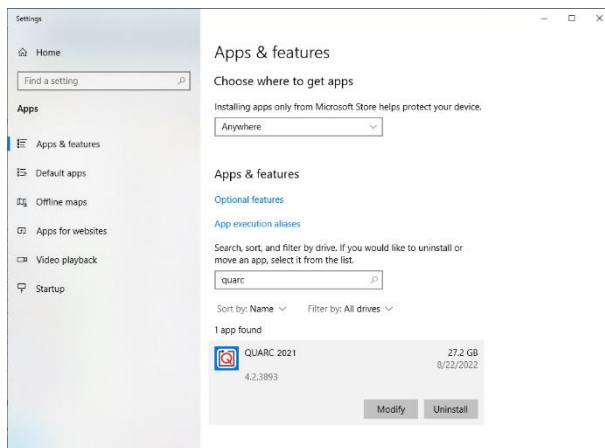 Settings
Home
Find a setting
Apps
Apps & features
Default apps
Offline maps
Apps for websites
Video playback
Startup
Apps & features
Choose where to get apps
Installing apps only from Microsoft Store helps protect your device.
Anywhere
Apps & features
Optional features
App execution aliases
Search, sort, and filter by drive. If you would like to uninstall or
move an app, select it from the list.
quarc
Sort by: Name Filter by: All drives
1 app found
QUARC 2021 27.2 GB
8/22/2022
4.2.3893
Modify Uninstall